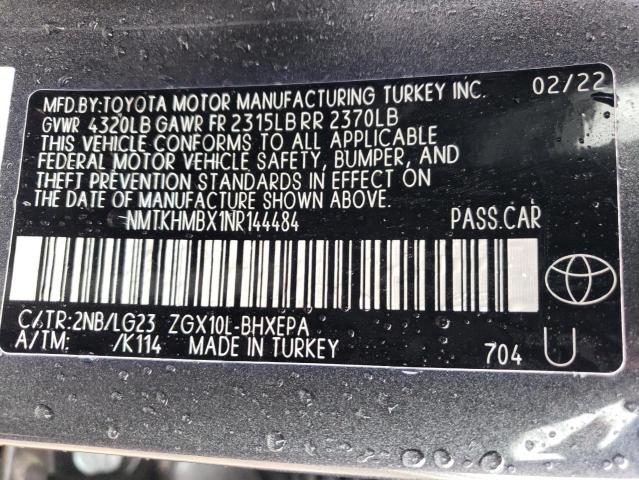 MFD.BY:TOYOTA MOTOR MANUFACTURING TURKEY INC. 02/22
GVWR 4320LB GAWR FR 2315LB RR 2370LB
THIS VEHICLE CONFORMS TO ALL APPLICABLE
FEDERAL MOTOR VEHICLE SAFETY, BUMPER, AND
THEFT PREVENTION STANDARDS IN EFFECT ON
THE DATE OF MANUFACTURE SHOWN ABOVE.
NMTKHMBX1NR144484 PASS.CAR
C/TR:2NB/LG23 ZGX10L-BHXEPA
A/TM: /K114 MADE IN TURKEY 704 U